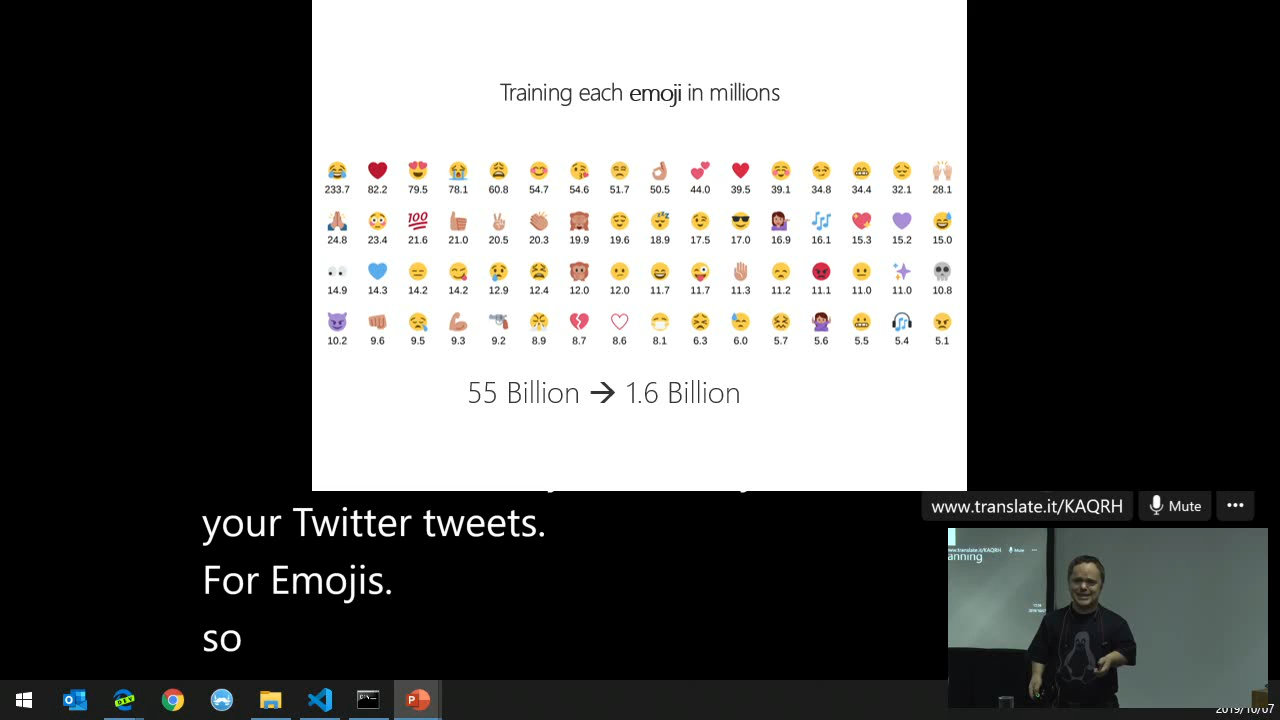 Training each emoji in millions
233.7 82.2 79.5 78.1 60.8 54.7 54.6 51.7 50.5 44.0 39.5 39.1 34.8 34.4 32.1 28.1
100
24.8 23.4 21.6 21.0 20.5 20.3 19.9 19.6 18.9 17.5 17.0 16.9 16.1 15.3 15.2 15.0
14.9 14.3 14.2 14.2 12.9 12.4 12.0 12.0 11.7 11.7 11.3 11.2 11.1 11.0 11.0 10.8
10.2 9.6 9.5 9.3 9.2 8.9 8.7 8.6 8.1 6.3 6.0 5.7 5.6 5.5 5.4 5.1
55 Billion → 1.6 Billion
your Twitter tweets.
For Emojis.
so
www.translate.it/KAQRH Mute
www.translate.it/KAQRH Mute
anning
DEV
2019/10/07